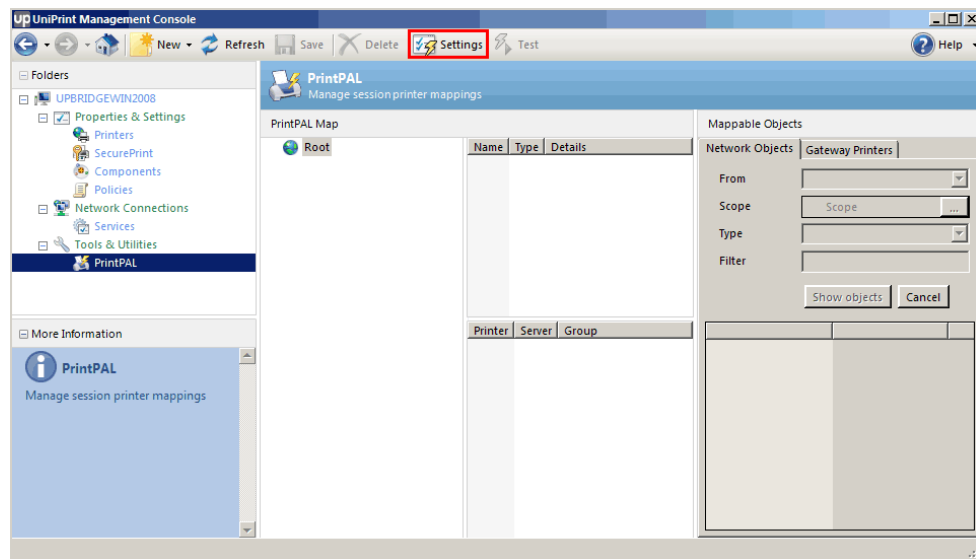 UniPrint Management Console
New Refresh Save Delete Settings Test Help
Folders
UPBRIDGEWIN2008
Properties & Settings
Printers
SecurePrint
Components
Policies
Network Connections
Services
Tools & Utilities
PrintPAL
More Information
PrintPAL
Manage session printer mappings
PrintPAL
Manage session printer mappings
PrintPAL Map
Root
Name Type Details
Printer Server Group
Mappable Objects
Network Objects Gateway Printers
From
Scope Scope ...
Type
Filter
Show objects Cancel